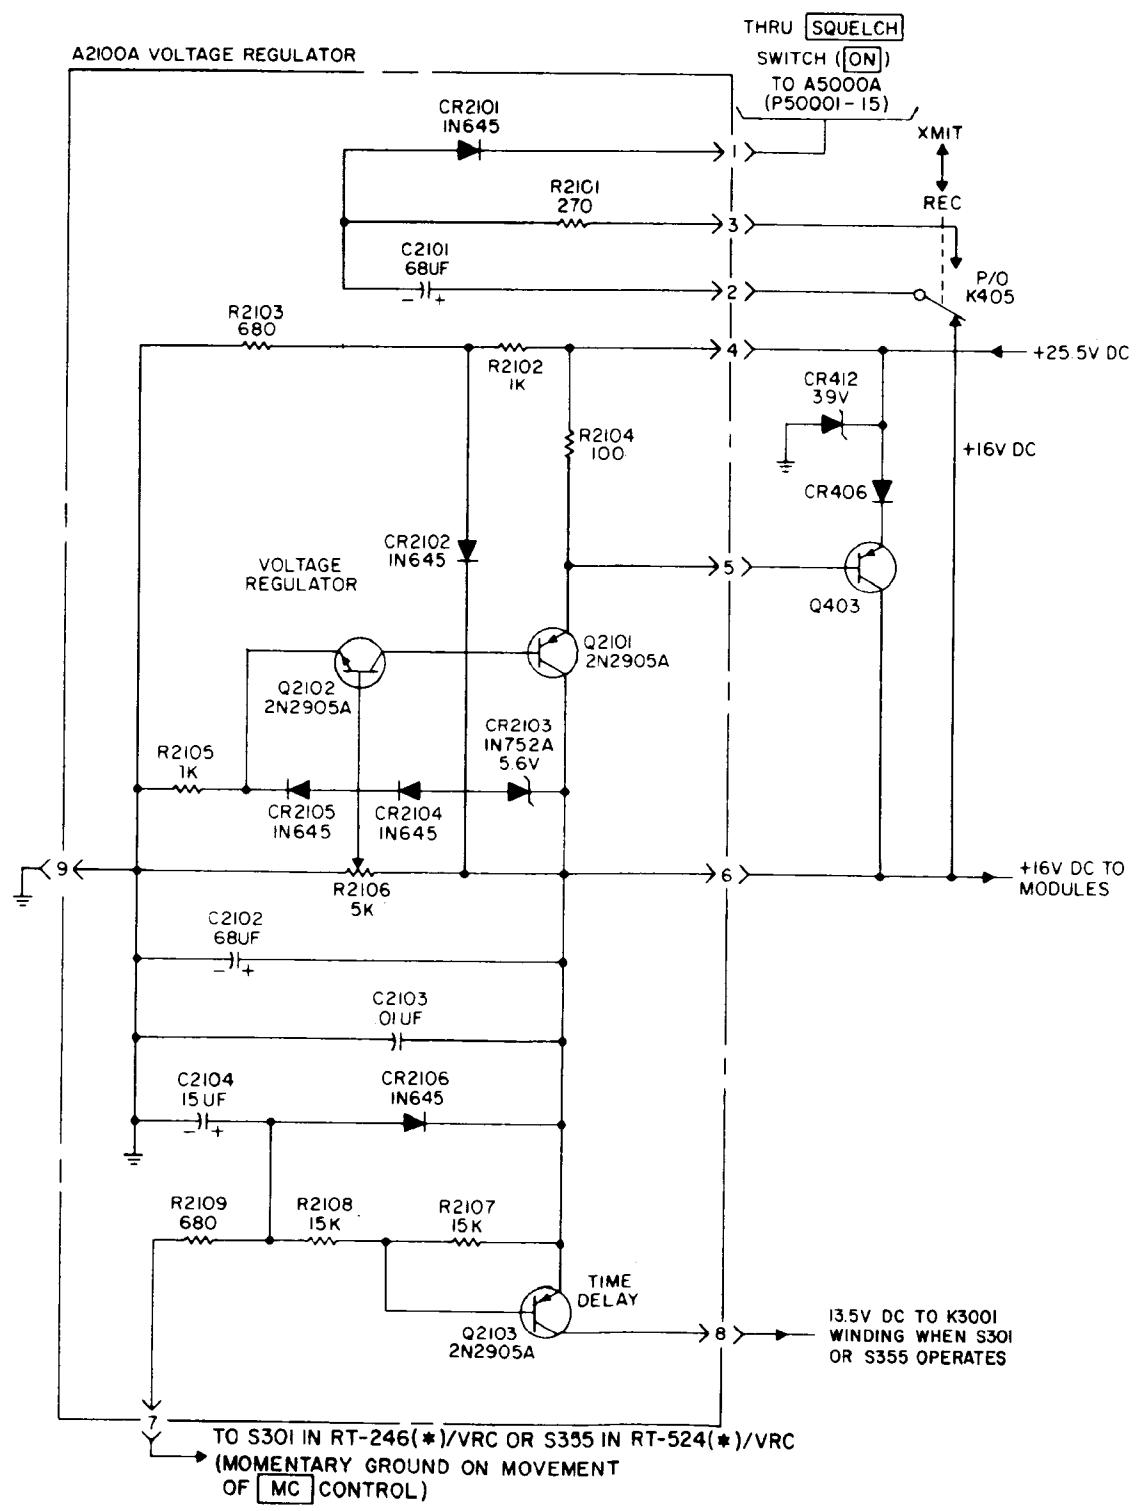 THRU SQUELCH
SWITCH (ON)
TO A5000A
(P50001-15)
A2100A VOLTAGE REGULATOR
CR2101
1N645
1
XMIT
REC
R2101
270
3
C2101
68UF
- +
2
P/O
K405
R2103
680
R2102
1K
4
+25.5V DC
CR412
39V
R2104
100
+16V DC
CR406
CR2102
1N645
VOLTAGE
REGULATOR
5
Q403
Q2101
2N2905A
Q2102
2N2905A
CR2103
1N752A
5.6V
R2105
1K
CR2105
1N645
CR2104
1N645
9
R2106
5K
6
+16V DC TO
MODULES
C2102
68UF
- +
C2103
.01UF
C2104
15UF
- +
CR2106
1N645
R2109
680
R2108
15K
R2107
15K
TIME
DELAY
Q2103
2N2905A
8
13.5V DC TO K3001
WINDING WHEN S301
OR S355 OPERATES
7
TO S301 IN RT-246(*)/VRC OR S355 IN RT-524(*)/VRC
(MOMENTARY GROUND ON MOVEMENT
OF MC CONTROL)